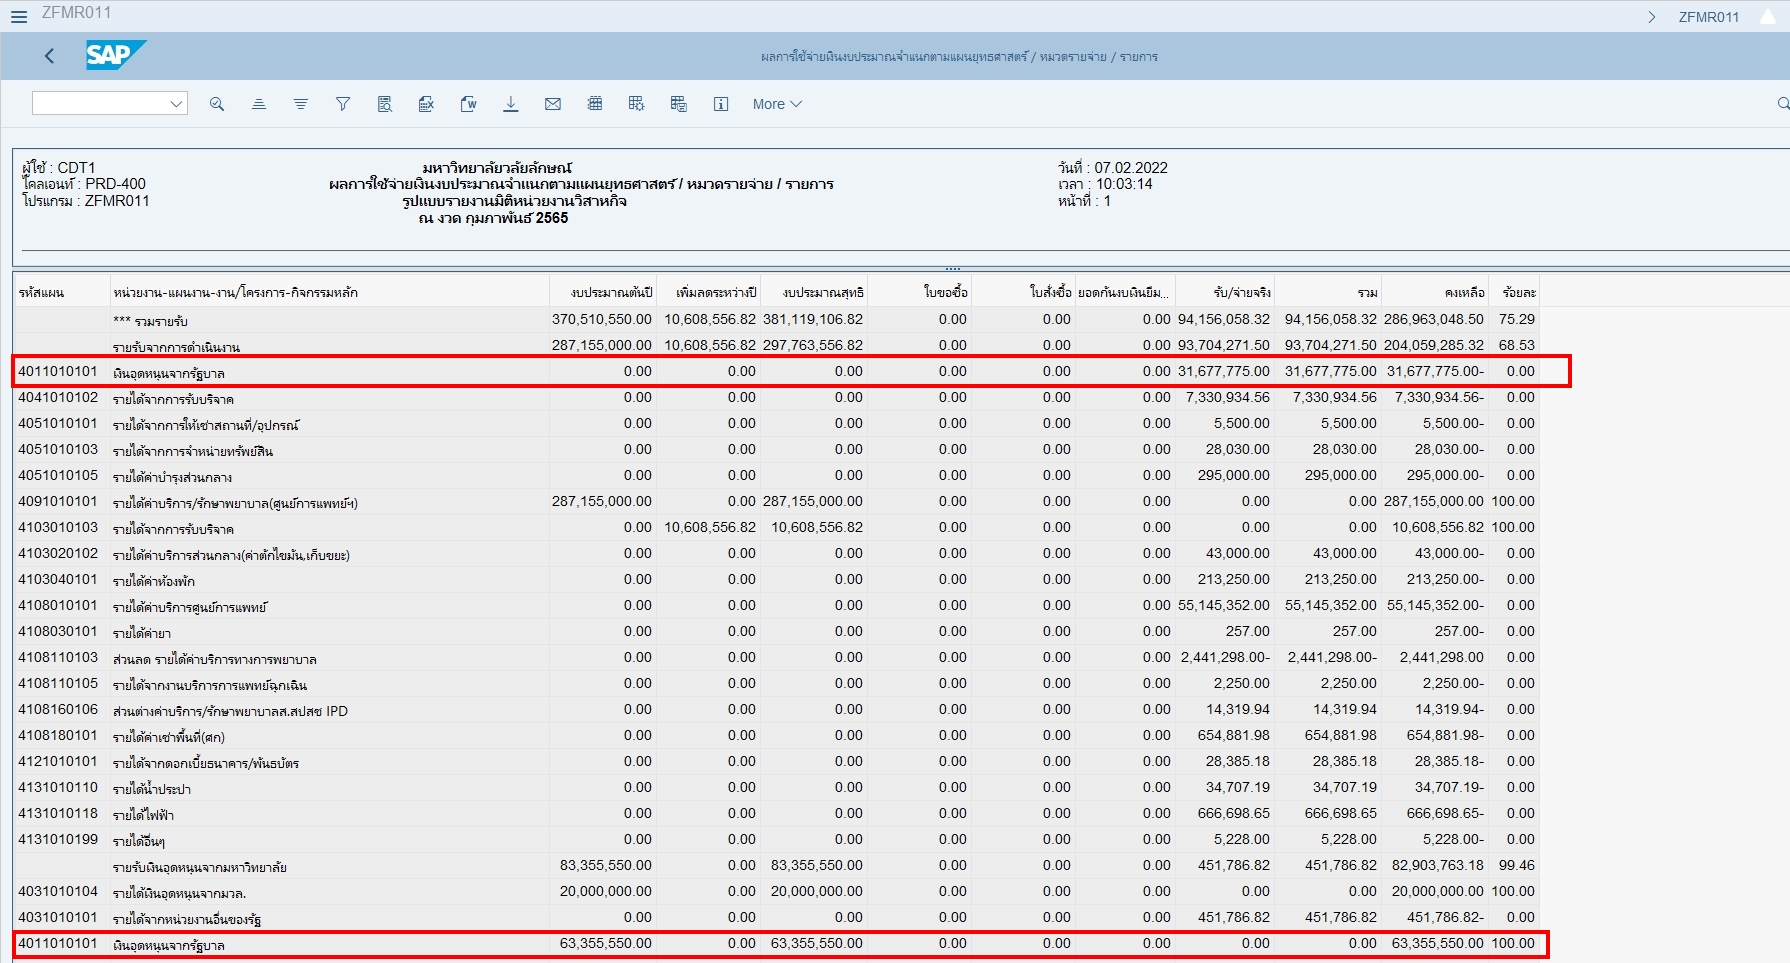 ZFMR011
ZFMR011
SAP
ผลการใช้จ่ายเงินงบประมาณจำแนกตามแผนยุทธศาสตร์ / หมวดรายจ่าย / รายการ
More
ผู้ใช้ : CDT1 มหาวิทยาลัยวลัยลักษณ์ วันที่ : 07.02.2022
ไคลเอนท์ : PRD-400 ผลการใช้จ่ายเงินงบประมาณจำแนกตามแผนยุทธศาสตร์ / หมวดรายจ่าย / รายการ เวลา : 10:03:14
โปรแกรม : ZFMR011 รูปแบบรายงานมิติหน่วยงานวิสาหกิจ หน้าที่ : 1
ณ งวด กุมภาพันธ์ 2565
รหัสแผน หน่วยงาน-แผนงาน-งาน/โครงการ-กิจกรรมหลัก งบประมาณต้นปี เพิ่มลดระหว่างปี งบประมาณสุทธิ ใบขอซื้อ ใบสั่งซื้อ ยอดกันงบเงินยืม... รับ/จ่ายจริง รวม คงเหลือ ร้อยละ
*** รวมรายรับ 370,510,550.00 10,608,556.82 381,119,106.82 0.00 0.00 0.00 94,156,058.32 94,156,058.32 286,963,048.50 75.29
รายรับจากการดำเนินงาน 287,155,000.00 10,608,556.82 297,763,556.82 0.00 0.00 0.00 93,704,271.50 93,704,271.50 204,059,285.32 68.53
4011010101 เงินอุดหนุนจากรัฐบาล 0.00 0.00 0.00 0.00 0.00 0.00 31,677,775.00 31,677,775.00 31,677,775.00- 0.00
4041010102 รายได้จากการรับบริจาค 0.00 0.00 0.00 0.00 0.00 0.00 7,330,934.56 7,330,934.56 7,330,934.56- 0.00
4051010101 รายได้จากการให้เช่าสถานที่/อุปกรณ์ 0.00 0.00 0.00 0.00 0.00 0.00 5,500.00 5,500.00 5,500.00- 0.00
4051010103 รายได้จากการจำหน่ายทรัพย์สิน 0.00 0.00 0.00 0.00 0.00 0.00 28,030.00 28,030.00 28,030.00- 0.00
4051010105 รายได้ค่าบำรุงส่วนกลาง 0.00 0.00 0.00 0.00 0.00 0.00 295,000.00 295,000.00 295,000.00- 0.00
4091010101 รายได้ค่าบริการ/รักษาพยาบาล(ศูนย์การแพทย์ฯ) 287,155,000.00 0.00 287,155,000.00 0.00 0.00 0.00 0.00 0.00 287,155,000.00 100.00
4103010103 รายได้จากการรับบริจาค 0.00 10,608,556.82 10,608,556.82 0.00 0.00 0.00 0.00 0.00 10,608,556.82 100.00
4103020102 รายได้ค่าบริการส่วนกลาง(ค่าตักไขมัน,เก็บขยะ) 0.00 0.00 0.00 0.00 0.00 0.00 43,000.00 43,000.00 43,000.00- 0.00
4103040101 รายได้ค่าห้องพัก 0.00 0.00 0.00 0.00 0.00 0.00 213,250.00 213,250.00 213,250.00- 0.00
4108010101 รายได้ค่าบริการศูนย์การแพทย์ 0.00 0.00 0.00 0.00 0.00 0.00 55,145,352.00 55,145,352.00 55,145,352.00- 0.00
4108030101 รายได้ค่ายา 0.00 0.00 0.00 0.00 0.00 0.00 257.00 257.00 257.00- 0.00
4108110103 ส่วนลด รายได้ค่าบริการทางการพยาบาล 0.00 0.00 0.00 0.00 0.00 0.00 2,441,298.00- 2,441,298.00- 2,441,298.00 0.00
4108110105 รายได้จากงานบริการการแพทย์ฉุกเฉิน 0.00 0.00 0.00 0.00 0.00 0.00 2,250.00 2,250.00 2,250.00- 0.00
4108160106 ส่วนต่างค่าบริการ/รักษาพยาบาลส.สปสช IPD 0.00 0.00 0.00 0.00 0.00 0.00 14,319.94 14,319.94 14,319.94- 0.00
4108180101 รายได้ค่าเช่าพื้นที่(ศก) 0.00 0.00 0.00 0.00 0.00 0.00 654,881.98 654,881.98 654,881.98- 0.00
4121010101 รายได้จากดอกเบี้ยธนาคาร/พันธบัตร 0.00 0.00 0.00 0.00 0.00 0.00 28,385.18 28,385.18 28,385.18- 0.00
4131010110 รายได้น้ำประปา 0.00 0.00 0.00 0.00 0.00 0.00 34,707.19 34,707.19 34,707.19- 0.00
4131010118 รายได้ไฟฟ้า 0.00 0.00 0.00 0.00 0.00 0.00 666,698.65 666,698.65 666,698.65- 0.00
4131010199 รายได้อื่นๆ 0.00 0.00 0.00 0.00 0.00 0.00 5,228.00 5,228.00 5,228.00- 0.00
รายรับเงินอุดหนุนจากมหาวิทยาลัย 83,355,550.00 0.00 83,355,550.00 0.00 0.00 0.00 451,786.82 451,786.82 82,903,763.18 99.46
4031010104 รายได้เงินอุดหนุนจากมวล. 20,000,000.00 0.00 20,000,000.00 0.00 0.00 0.00 0.00 0.00 20,000,000.00 100.00
4031010101 รายได้จากหน่วยงานอื่นของรัฐ 0.00 0.00 0.00 0.00 0.00 0.00 451,786.82 451,786.82 451,786.82- 0.00
4011010101 เงินอุดหนุนจากรัฐบาล 63,355,550.00 0.00 63,355,550.00 0.00 0.00 0.00 0.00 0.00 63,355,550.00 100.00